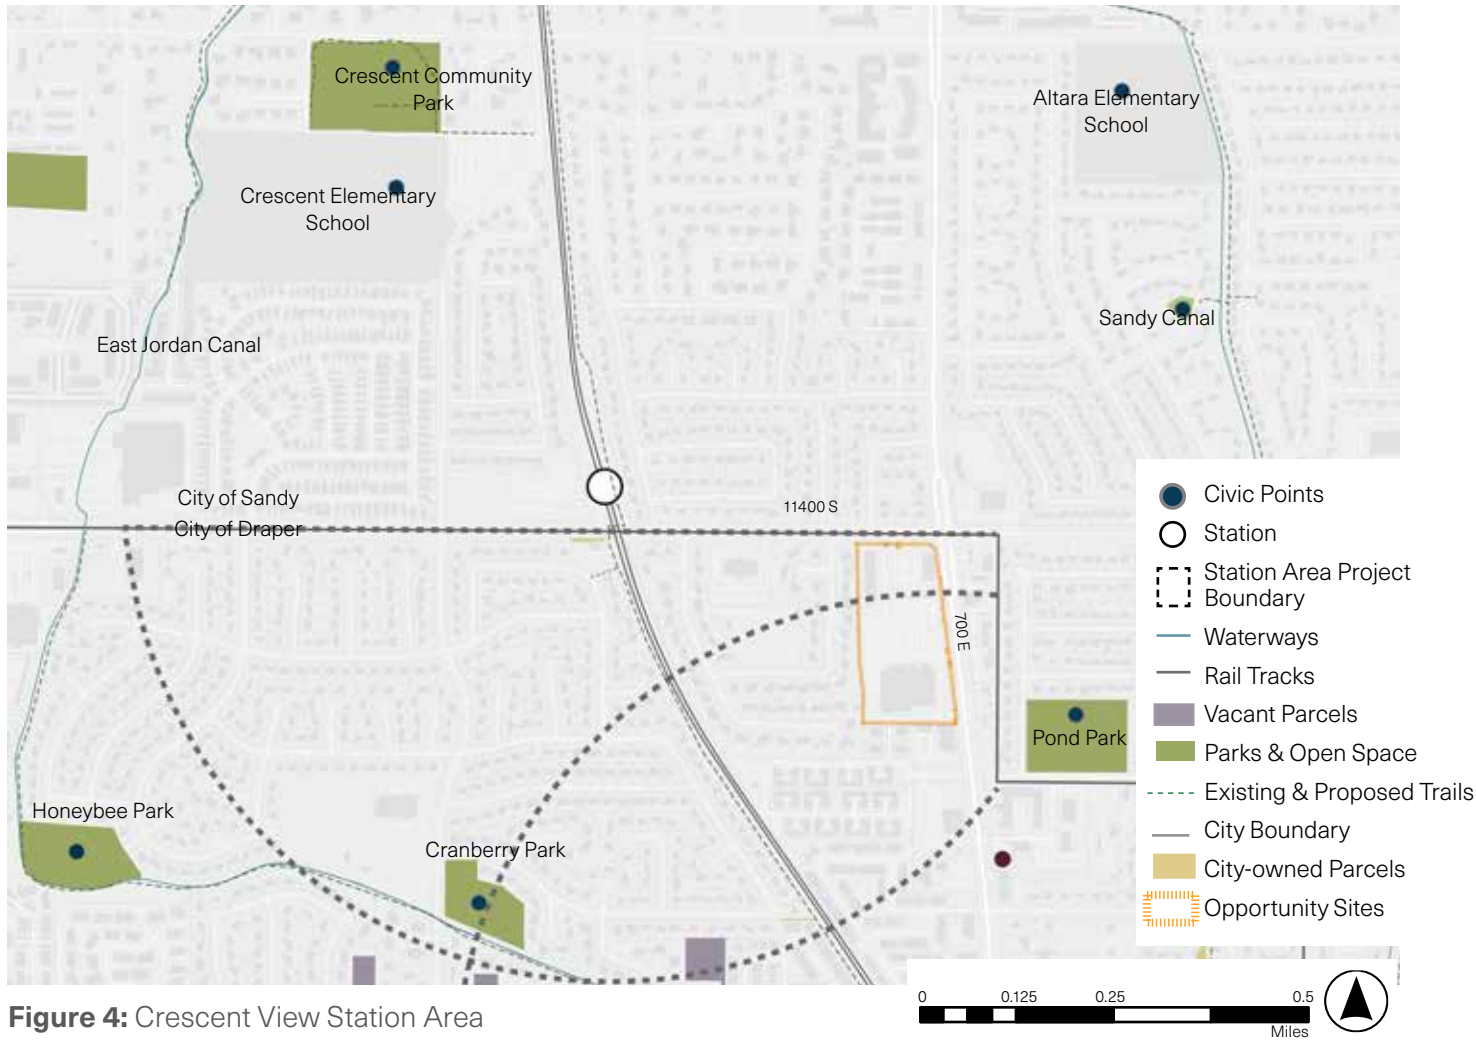 Crescent Community
Park
Altara Elementary
School
Crescent Elementary
School
Sandy Canal
East Jordan Canal
City of Sandy
City of Draper
11400 S
700 E
Pond Park
Honeybee Park
Cranberry Park
Civic Points
Station
Station Area Project
Boundary
Waterways
Rail Tracks
Vacant Parcels
Parks & Open Space
Existing & Proposed Trails
City Boundary
City-owned Parcels
Opportunity Sites
0 0.125 0.25 0.5
Miles
Figure 4: Crescent View Station Area